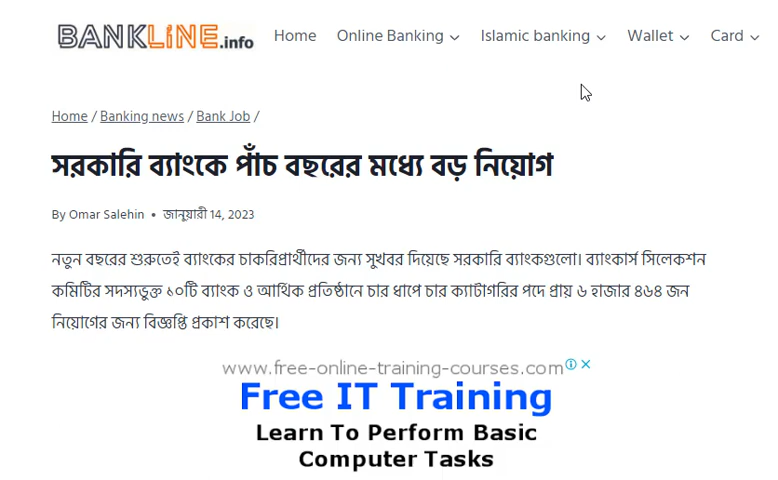 BANKLINE.info Home Online Banking Islamic banking Wallet Card
Home / Banking news / Bank Job /
সরকারি ব্যাংকে পাঁচ বছরের মধ্যে বড় নিয়োগ
By Omar Salehin • জানুয়ারী 14, 2023
নতুন বছরের শুরুতেই ব্যাংকের চাকরিপ্রার্থীদের জন্য সুখবর দিয়েছে সরকারি ব্যাংকগুলো। ব্যাংকার্স সিলেকশন
কমিটির সদস্যভুক্ত ১০টি ব্যাংক ও আর্থিক প্রতিষ্ঠানে চার ধাপে চার ক্যাটাগরির পদে প্রায় ৬ হাজার ৪৬৪ জন
নিয়োগের জন্য বিজ্ঞপ্তি প্রকাশ করেছে।
www.free-online-training-courses.com
Free IT Training
Learn To Perform Basic
Computer Tasks